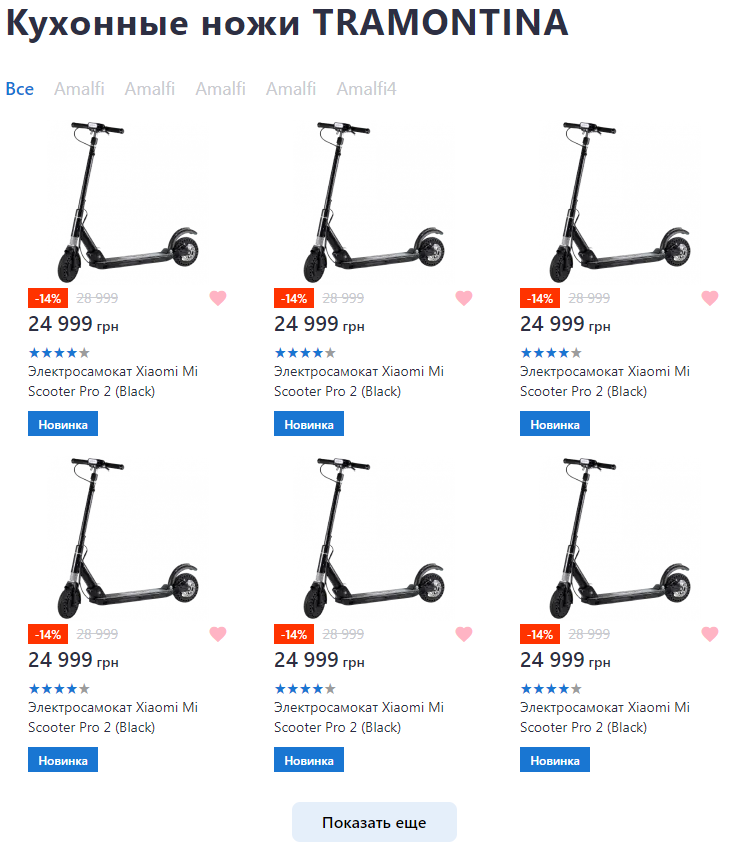 Кухонные ножи TRAMONTINA
Все Amalfi Amalfi Amalfi Amalfi Amalfi4
-14% 28 999 -14% 28 999 -14% 28 999
24 999 грн 24 999 грн 24 999 грн
Электросамокат Xiaomi Mi Электросамокат Xiaomi Mi Электросамокат Xiaomi Mi
Scooter Pro 2 (Black) Scooter Pro 2 (Black) Scooter Pro 2 (Black)
Новинка Новинка Новинка
-14% 28 999 -14% 28 999 -14% 28 999
24 999 грн 24 999 грн 24 999 грн
Электросамокат Xiaomi Mi Электросамокат Xiaomi Mi Электросамокат Xiaomi Mi
Scooter Pro 2 (Black) Scooter Pro 2 (Black) Scooter Pro 2 (Black)
Новинка Новинка Новинка
Показать еще